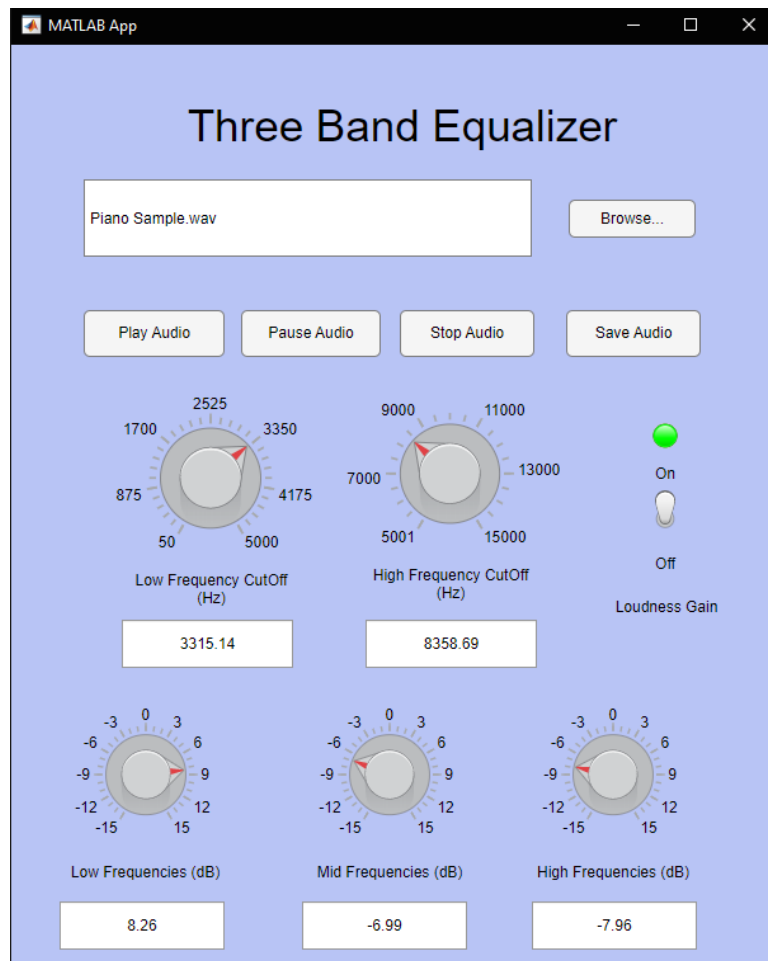 MATLAB App
Three Band Equalizer
Piano Sample.wav
Browse...
Play Audio
Pause Audio
Stop Audio
Save Audio
2525
1700
3350
875
4175
50
5000
Low Frequency CutOff
(Hz)
3315.14
9000
11000
7000
13000
5001
15000
High Frequency CutOff
(Hz)
8358.69
On
Off
Loudness Gain
0
-3
3
-6
6
-9
9
-12
12
-15
15
Low Frequencies (dB)
8.26
0
-3
3
-6
6
-9
9
-12
12
-15
15
Mid Frequencies (dB)
-6.99
0
-3
3
-6
6
-9
9
-12
12
-15
15
High Frequencies (dB)
-7.96